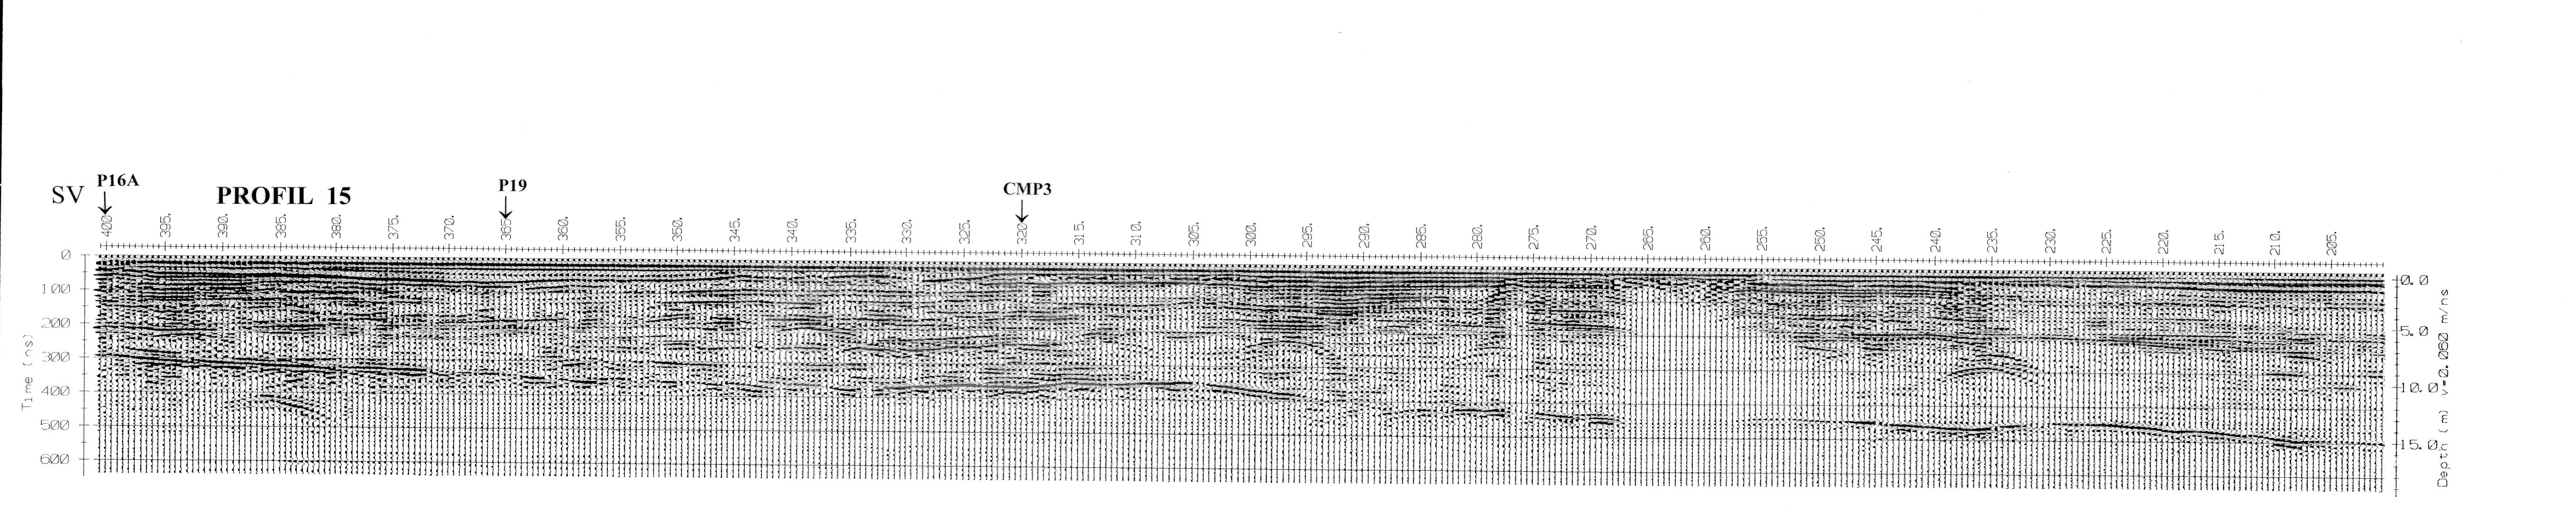 P16A P19 CMP3
SV PROFIL 15
400. 395. 390. 385. 380. 375. 370. 365. 360. 355. 350. 345. 340. 335. 330. 325. 320. 315. 310. 305. 300. 295. 290. 285. 280. 275. 270. 265. 260. 255. 250. 245. 240. 235. 230. 225. 220. 215. 210. 205.
0
100
200
300
400
500
600
Time (ns)
0.0
5.0
10.0
15.0
Depth (m) v=0.060 m/ns